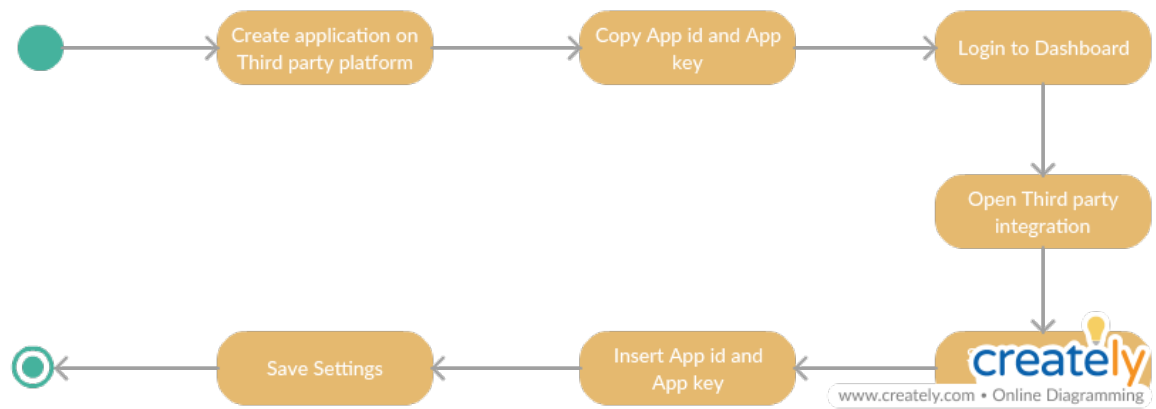 Create application on
Third party platform
Copy App id and App
key
Login to Dashboard
Open Third party
integration
Save Settings
Insert App id and
App key
creately
www.creately.com • Online Diagramming